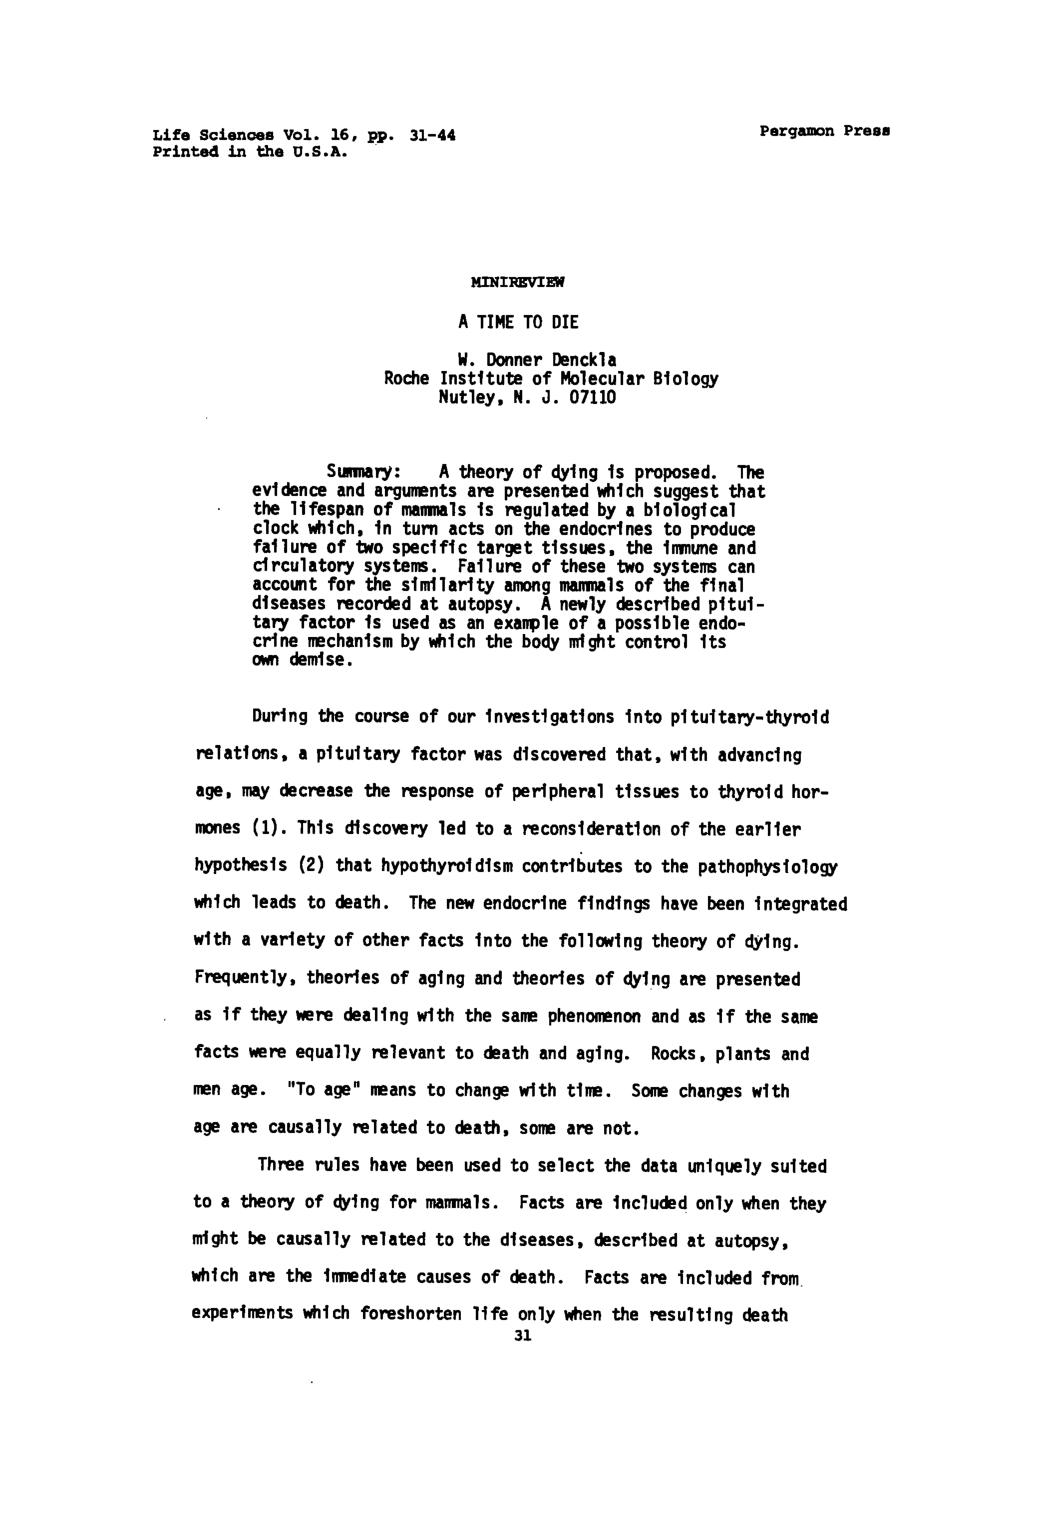 Life Sciences Vol. 16, pp. 31-44
Pergamon Press
Printed in the U.S.A.
MINIREVIEW
A TIME TO DIE
W. Donner Denckla
Roche Institute of Molecular Biology
Nutley, N. J. 07110
Summary: A theory of dying is proposed. The
evidence and arguments are presented which suggest that
the lifespan of mammals is regulated by a biological
clock which, in turn acts on the endocrines to produce
failure of two specific target tissues, the immune and
circulatory systems. Failure of these two systems can
account for the similarity among mammals of the final
diseases recorded at autopsy. A newly described pitui-
tary factor is used as an example of a possible endo-
crine mechanism by which the body might control its
own demise.
During the course of our investigations into pituitary-thyroid
relations, a pituitary factor was discovered that, with advancing
age, may decrease the response of peripheral tissues to thyroid hor-
mones (1). This discovery led to a reconsideration of the earlier
hypothesis (2) that hypothyroidism contributes to the pathophysiology
which leads to death. The new endocrine findings have been integrated
with a variety of other facts into the following theory of dying.
Frequently, theories of aging and theories of dying are presented
as if they were dealing with the same phenomenon and as if the same
facts were equally relevant to death and aging. Rocks, plants and
men age. "To age" means to change with time. Some changes with
age are causally related to death, some are not.
Three rules have been used to select the data uniquely suited
to a theory of dying for mammals. Facts are included only when they
might be causally related to the diseases, described at autopsy,
which are the immediate causes of death. Facts are included from
experiments which foreshorten life only when the resulting death
31